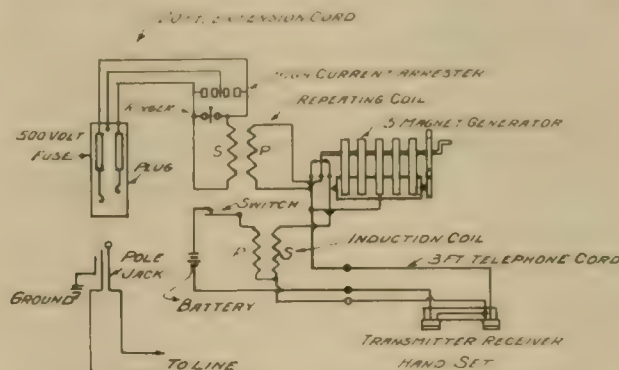 EXTENSION CORD
CURRENT ARRESTER
REPEATING COIL
5 MAGNET GENERATOR
500 VOLT
FUSE
S
P
PLUG
SWITCH
P
S
INDUCTION COIL
POLE
JACK
3 FT TELEPHONE CORD
GROUND
BATTERY
TRANSMITTER RECEIVER
HAND SET
TO LINE